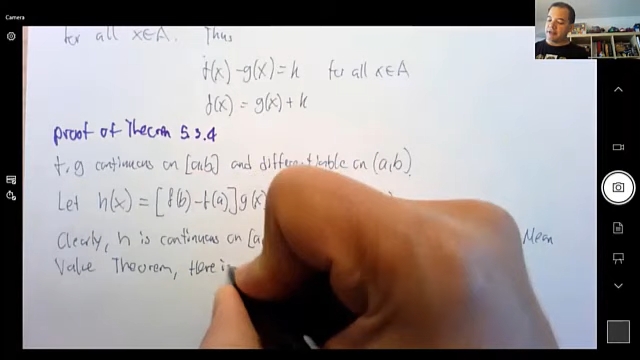 Camera
for all x∈A. Thus
f(x) - g(x) = k for all x∈A
f(x) = g(x) + k
proof of Theorem 5.3.4
f, g continuous on [a,b] and differentiable on (a,b).
Let h(x) = [f(b) - f(a)] g(x)
Clearly, h is continuous on [a, Mean
Value Theorem, there i